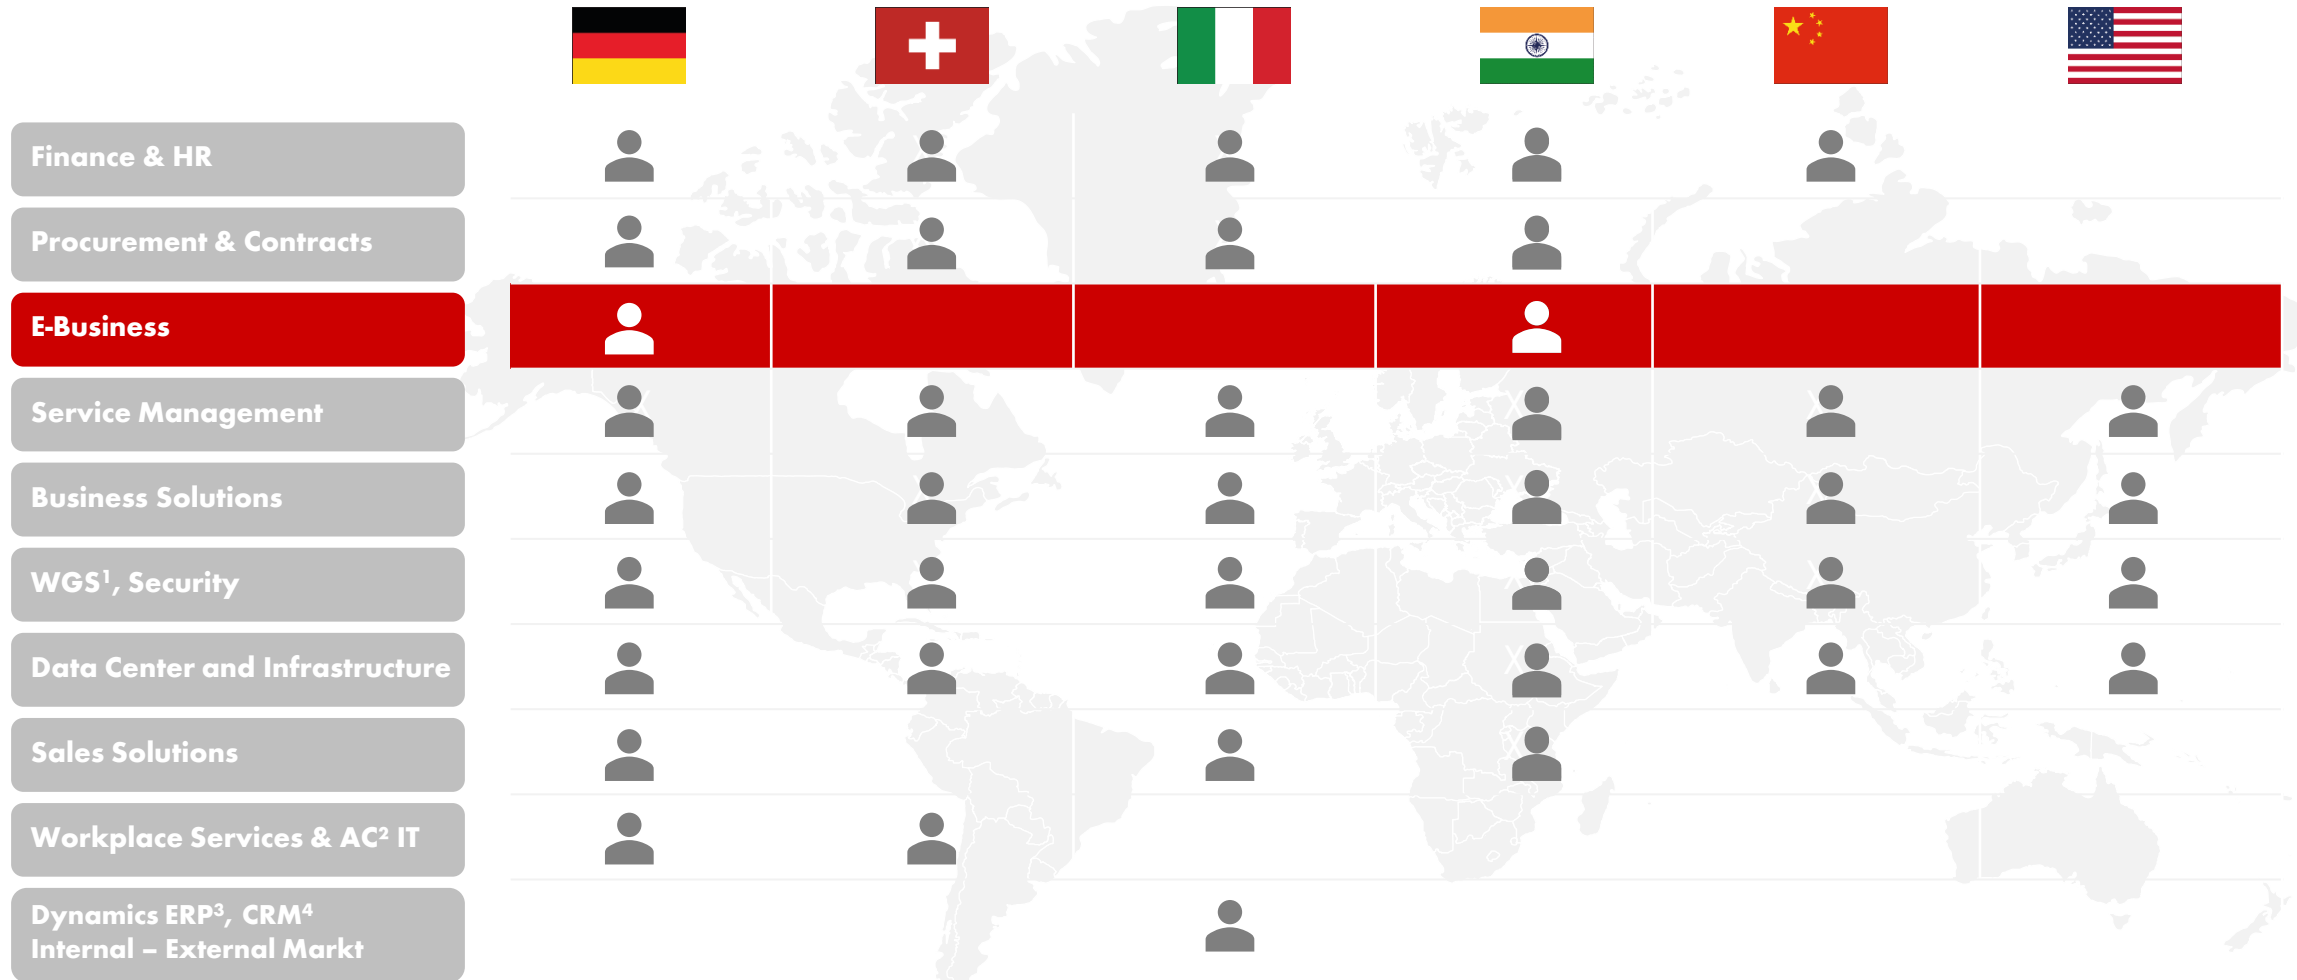 Finance & HR
Procurement & Contracts
E-Business
Service Management
Business Solutions
WGS¹, Security
Data Center and Infrastructure
Sales Solutions
Workplace Services & AC² IT
Dynamics ERP³, CRM⁴
Internal – External Markt